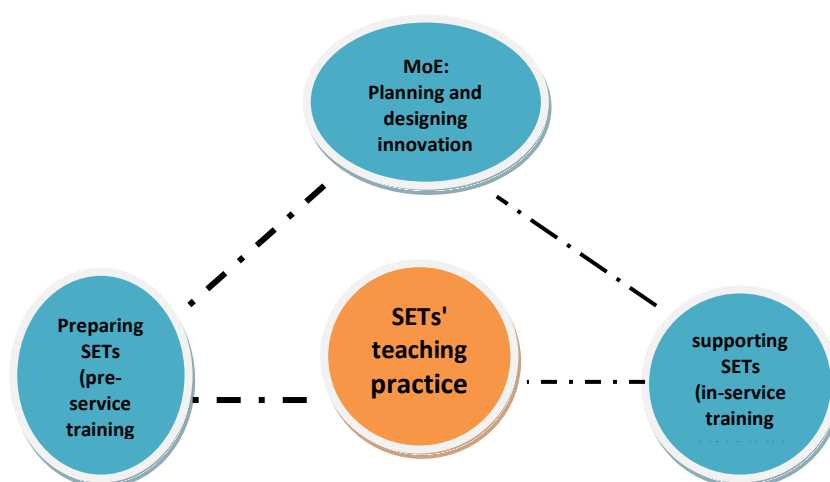 MoE:
Planning and
designing
innovation
SETs'
teaching
practice
Preparing
SETs
(pre-
service
training
supporting
SETs
(in-service
training